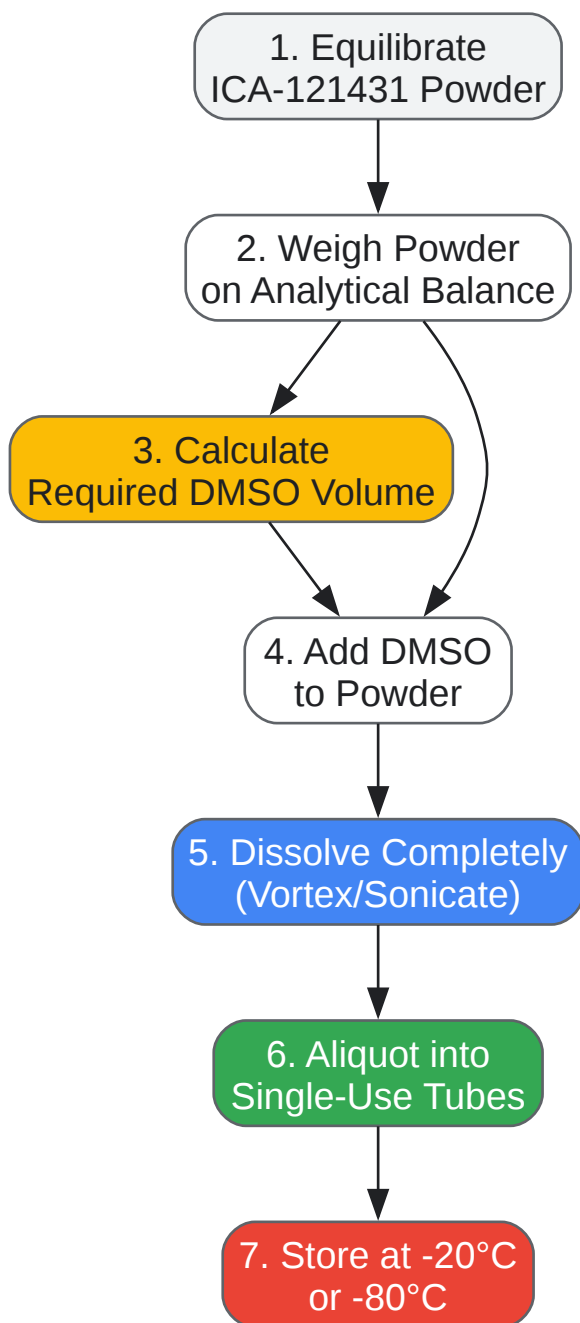 1. Equilibrate
ICA-121431 Powder
2. Weigh Powder
on Analytical Balance
3. Calculate
Required DMSO Volume
4. Add DMSO
to Powder
5. Dissolve Completely
(Vortex/Sonicate)
6. Aliquot into
Single-Use Tubes
7. Store at -20°C
or -80°C